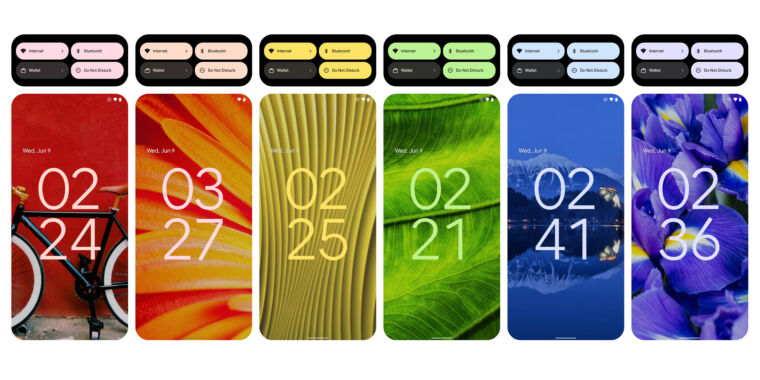 Internet Bluetooth
Wallet Do Not Disturb
Internet Bluetooth
Wallet Do Not Disturb
Internet Bluetooth
Wallet Do Not Disturb
Internet Bluetooth
Wallet Do Not Disturb
Internet Bluetooth
Wallet Do Not Disturb
Internet Bluetooth
Wallet Do Not Disturb
Wed, Jun 9
02
24
Wed, Jun 9
03
27
Wed, Jun 9
02
25
Wed, Jun 9
02
21
Wed, Jun 9
02
41
Wed, Jun 9
02
36